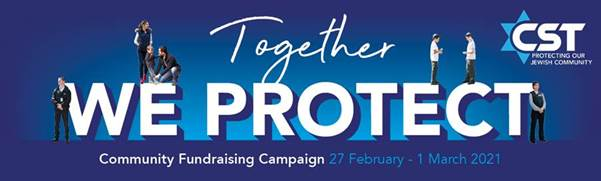 Together
WE PROTECT
CST
PROTECTING OUR
JEWISH COMMUNITY
Community Fundraising Campaign 27 February - 1 March 2021